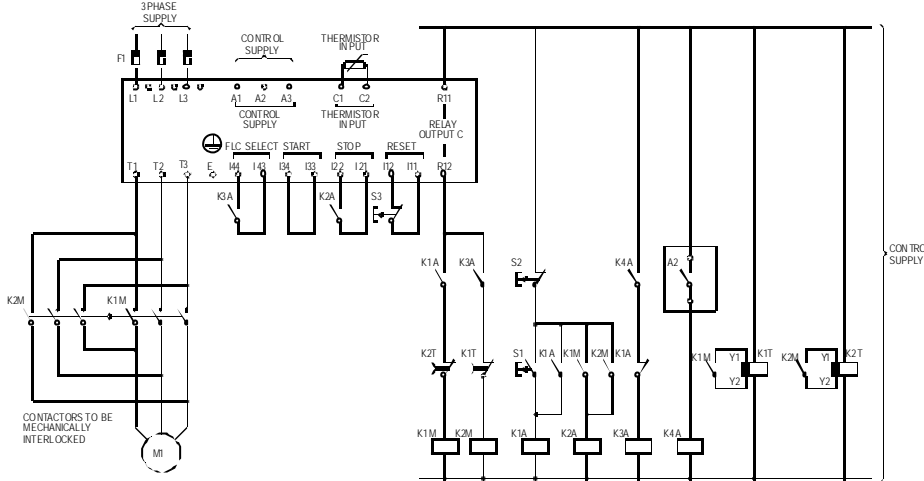 3 PHASE
SUPPLY
F1
CONTROL
SUPPLY
THERMISTOR
INPUT
L1 L2 L3 A1 A2 A3 C1 C2 R11
CONTROL
SUPPLY
THERMISTOR
INPUT
RELAY
OUTPUT C
FLC SELECT START STOP RESET
T1 T2 T3 E I44 I43 I34 I33 I22 I21 I12 I11 R12
K3A K2A S3
K1A K3A S2 K4A A2
CONTRO
SUPPLY
K2M K1M
K2T K1T S1 K1A K1M K2M K1A K1M Y1 K1T K2M Y1 K2T
Y2 Y2
CONTACTORS TO BE
MECHANICALLY
INTERLOCKED
M1
K1M K2M K1A K2A K3A K4A